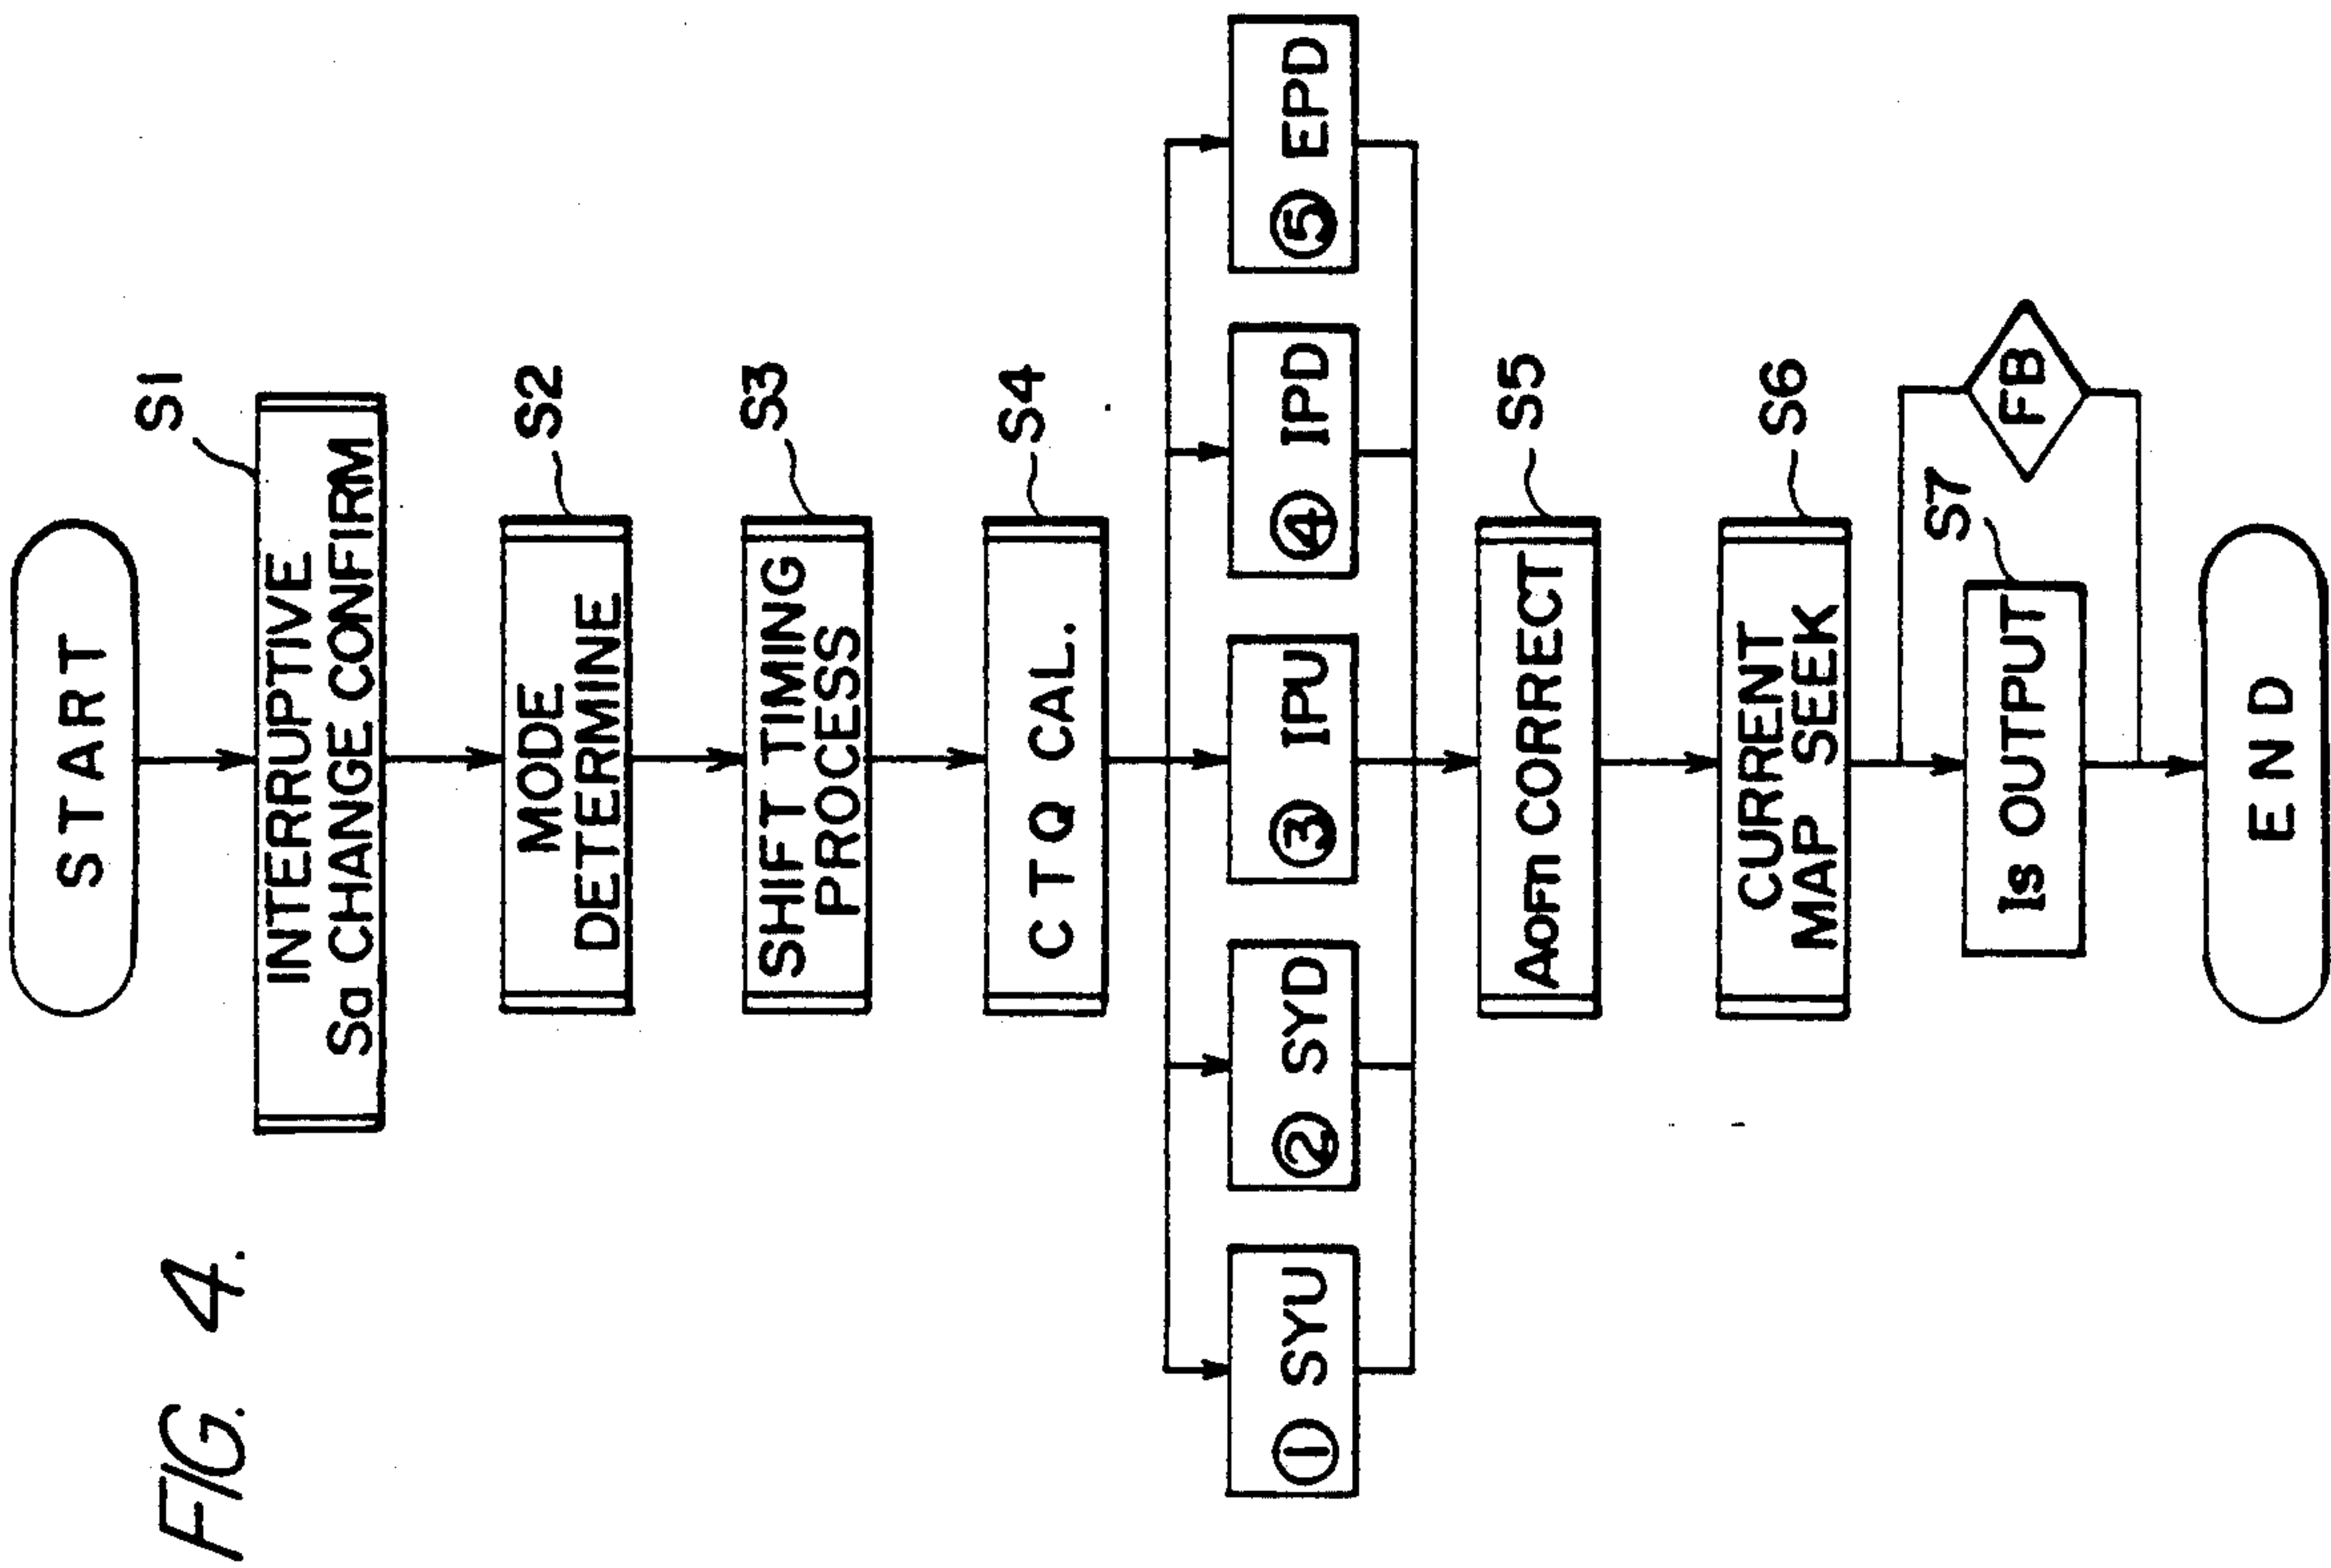 FIG. 4.
START
S1
INTERRUPTIVE
Sa CHANGE CONFIRM
S2
MODE
DETERMINE
S3
SHIFT TIMING
PROCESS
S4
CTQ CAL.
① SYU
② SYD
③ IPU
④ IPD
⑤ EPD
S5
Aofn CORRECT
S6
CURRENT
MAP SEEK
S7
Is OUTPUT
FB
END